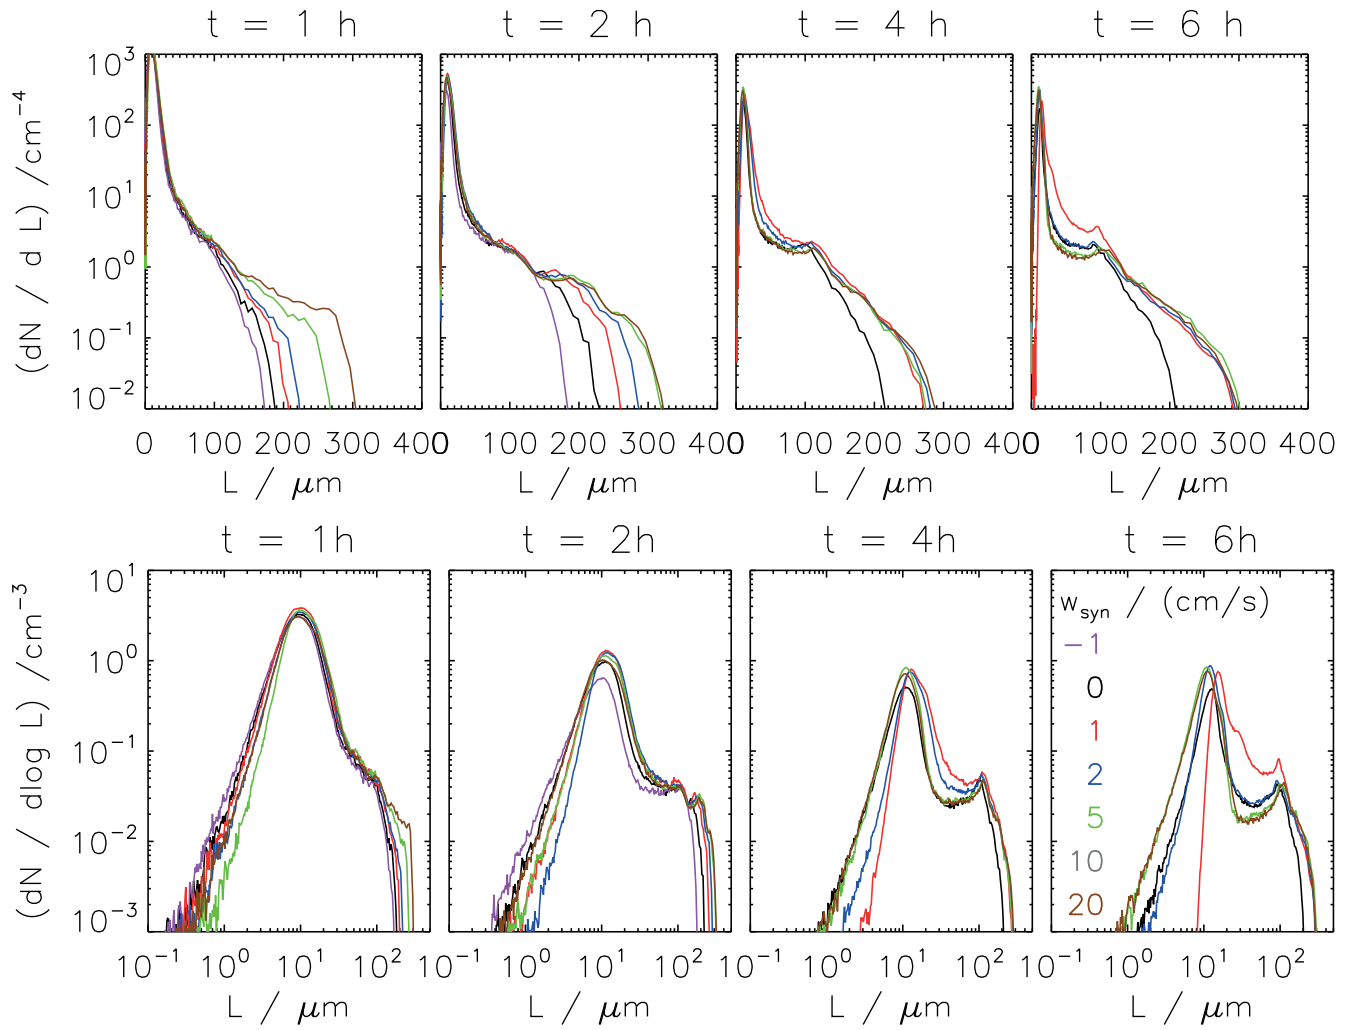 t = 1 h
t = 2 h
t = 4 h
t = 6 h
(dN / d L) /cm⁻⁴
10³
10²
10¹
10⁰
10⁻¹
10⁻²
0 100 200 300 400
0 100 200 300 400
0 100 200 300 400
0 100 200 300 400
L / μm
L / μm
L / μm
L / μm
t = 1h
t = 2h
t = 4h
t = 6h
(dN / dlog L) /cm⁻³
10¹
10⁰
10⁻¹
10⁻²
10⁻³
w_syn / (cm/s)
−1
0
1
2
5
10
20
10⁻¹ 10⁰ 10¹ 10²
10⁻¹ 10⁰ 10¹ 10²
10⁻¹ 10⁰ 10¹ 10²
10⁻¹ 10⁰ 10¹ 10²
L / μm
L / μm
L / μm
L / μm